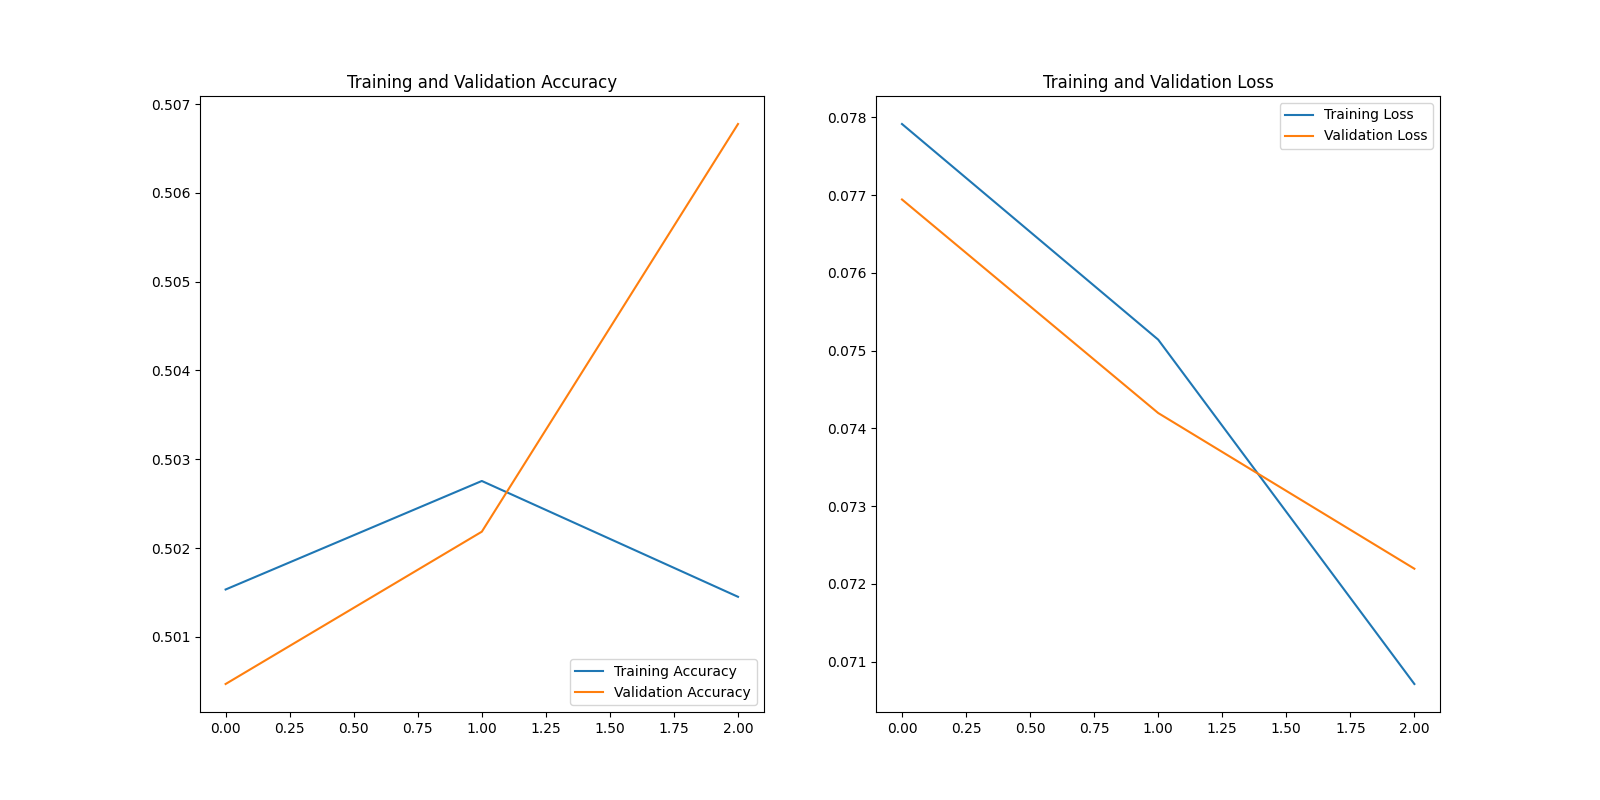 Training and Validation Accuracy
0.507
0.506
0.505
0.504
0.503
0.502
0.501
0.00 0.25 0.50 0.75 1.00 1.25 1.50 1.75 2.00
Training Accuracy
Validation Accuracy
Training and Validation Loss
0.078
0.077
0.076
0.075
0.074
0.073
0.072
0.071
0.00 0.25 0.50 0.75 1.00 1.25 1.50 1.75 2.00
Training Loss
Validation Loss